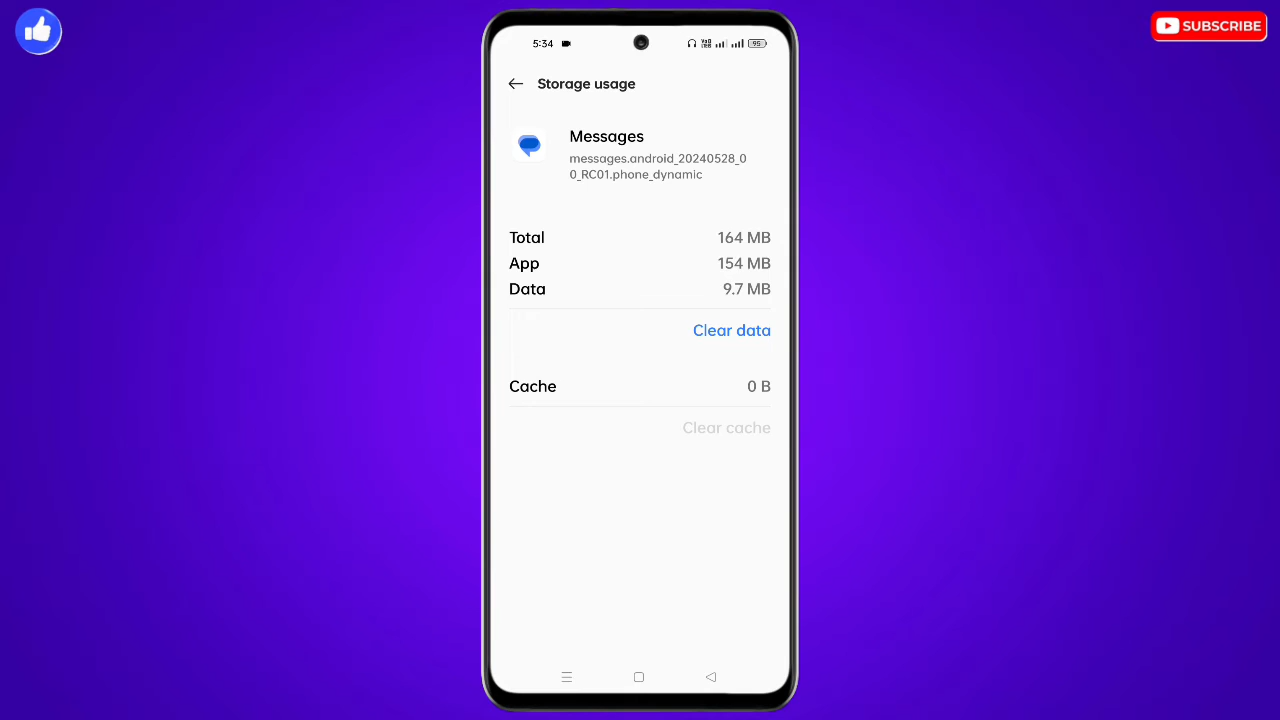 SUBSCRIBE
5:34
95
Storage usage
Messages
messages.android_20240528_0
0_RC01.phone_dynamic
Total 164 MB
App 154 MB
Data 9.7 MB
Clear data
Cache 0 B
Clear cache